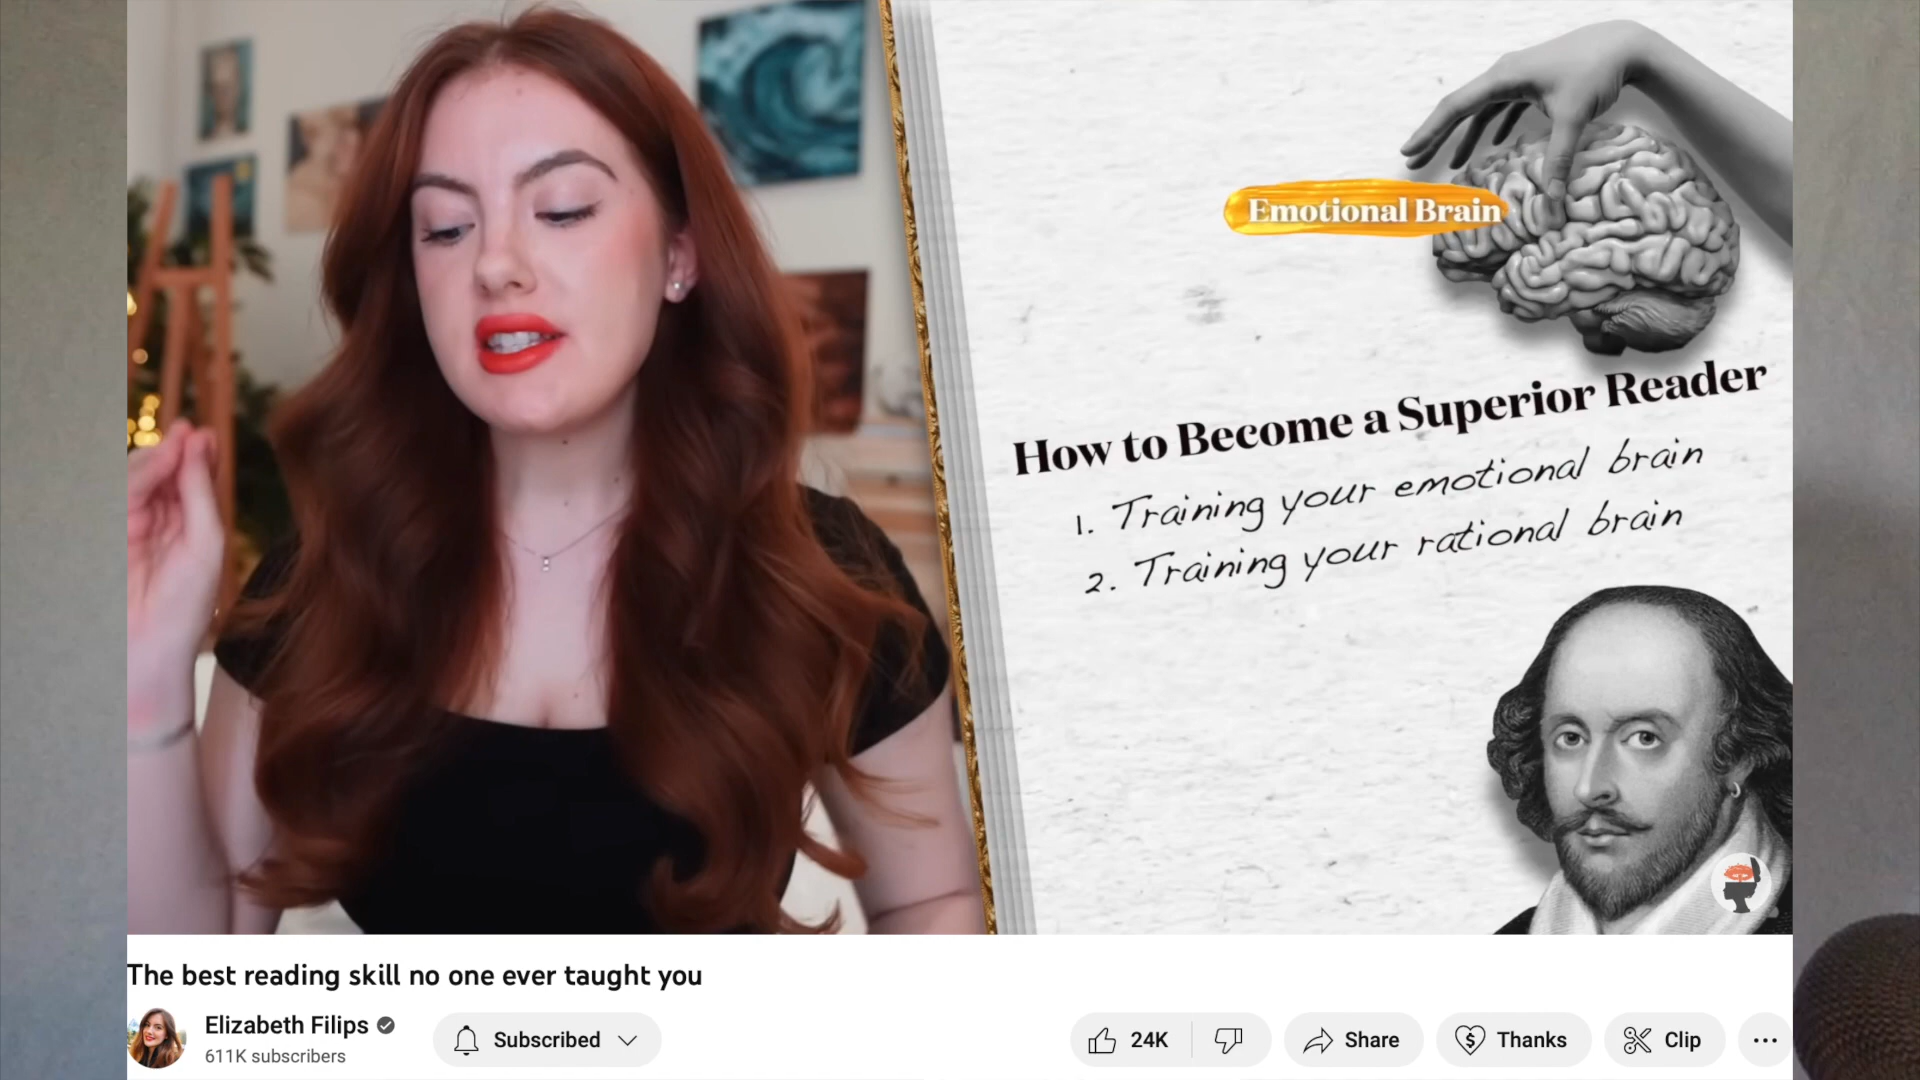 Emotional Brain
How to Become a Superior Reader
1. Training your emotional brain
2. Training your rational brain
The best reading skill no one ever taught you
Elizabeth Filips
611K subscribers
Subscribed
24K
Share
Thanks
Clip